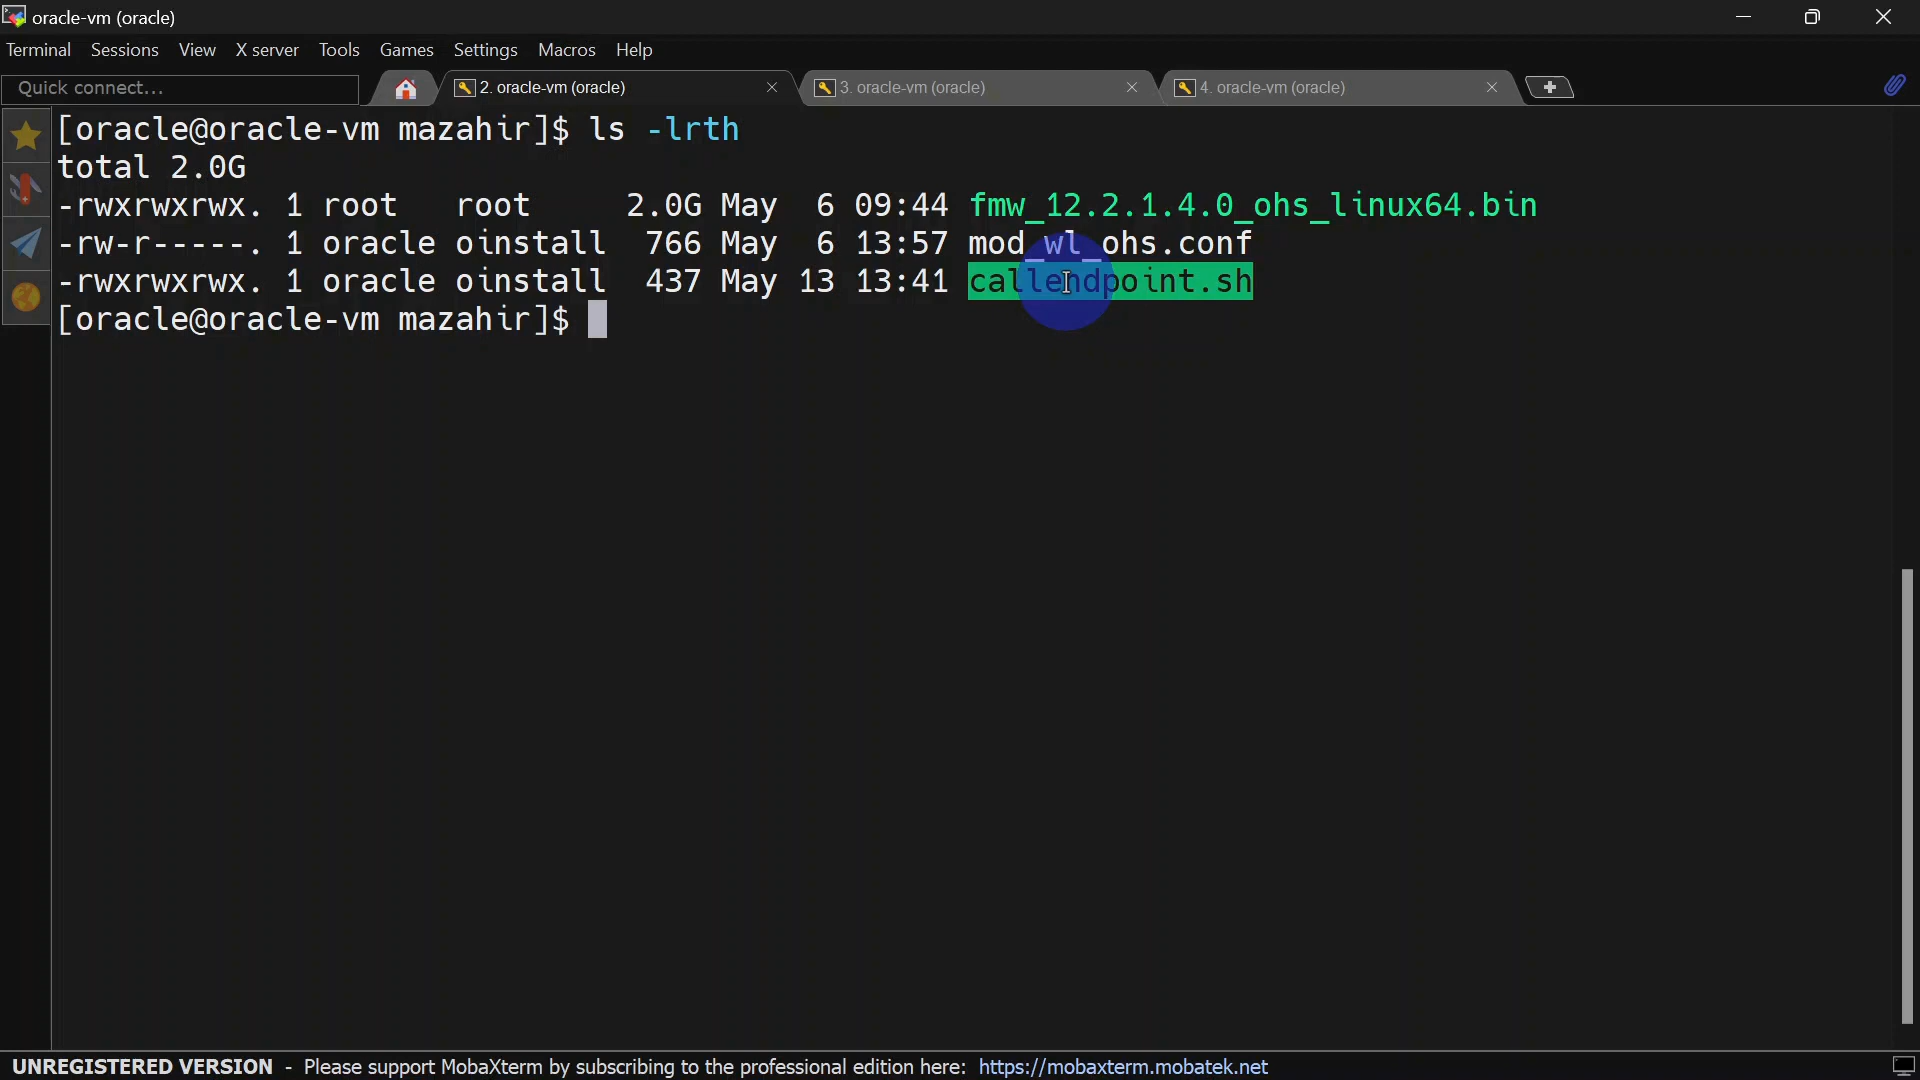 oracle-vm (oracle)
Terminal Sessions View X server Tools Games Settings Macros Help
Quick connect... 2. oracle-vm (oracle) 3. oracle-vm (oracle) 4. oracle-vm (oracle)
[oracle@oracle-vm mazahir]$ ls -lrth
total 2.0G
-rwxrwxrwx. 1 root   root     2.0G May  6 09:44 fmw_12.2.1.4.0_ohs_linux64.bin
-rw-r-----. 1 oracle oinstall  766 May  6 13:57 mod_wl_ohs.conf
-rwxrwxrwx. 1 oracle oinstall  437 May 13 13:41 callendpoint.sh
[oracle@oracle-vm mazahir]$
UNREGISTERED VERSION - Please support MobaXterm by subscribing to the professional edition here: https://mobaxterm.mobatek.net